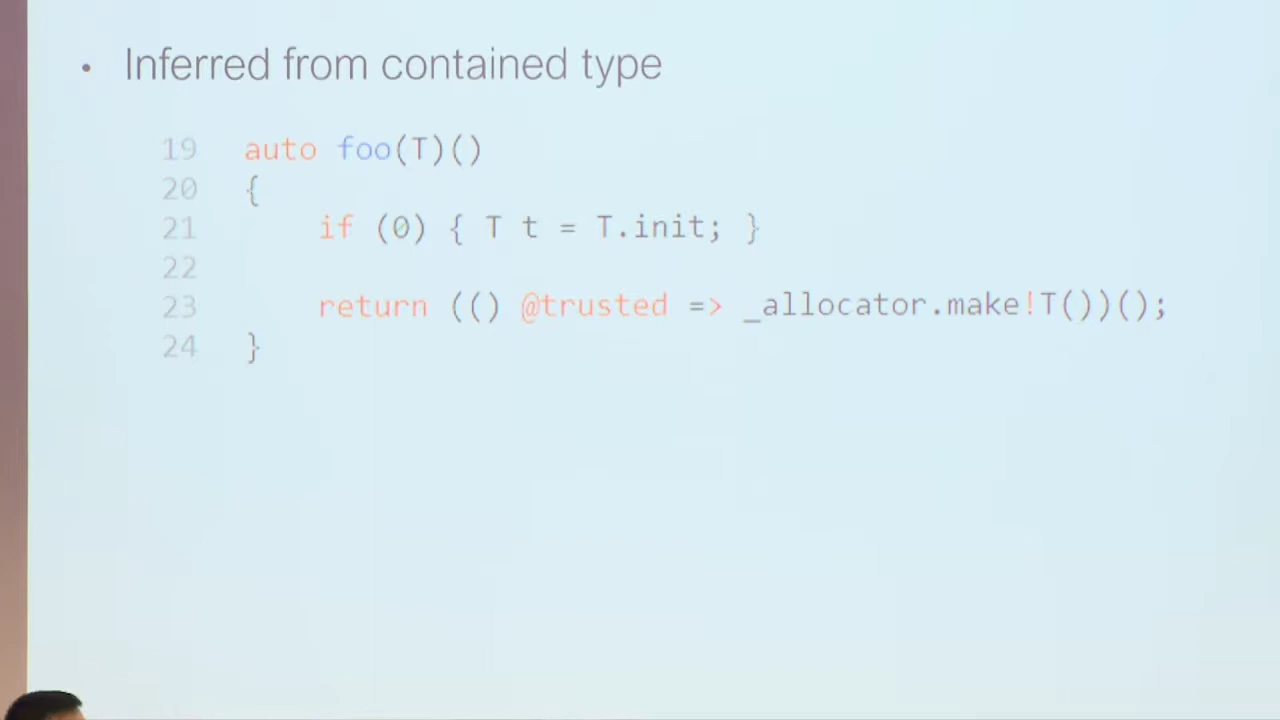 • Inferred from contained type
19 auto foo(T)()
20 {
21 if (0) { T t = T.init; }
22
23 return (() @trusted => _allocator.make!T())();
24 }